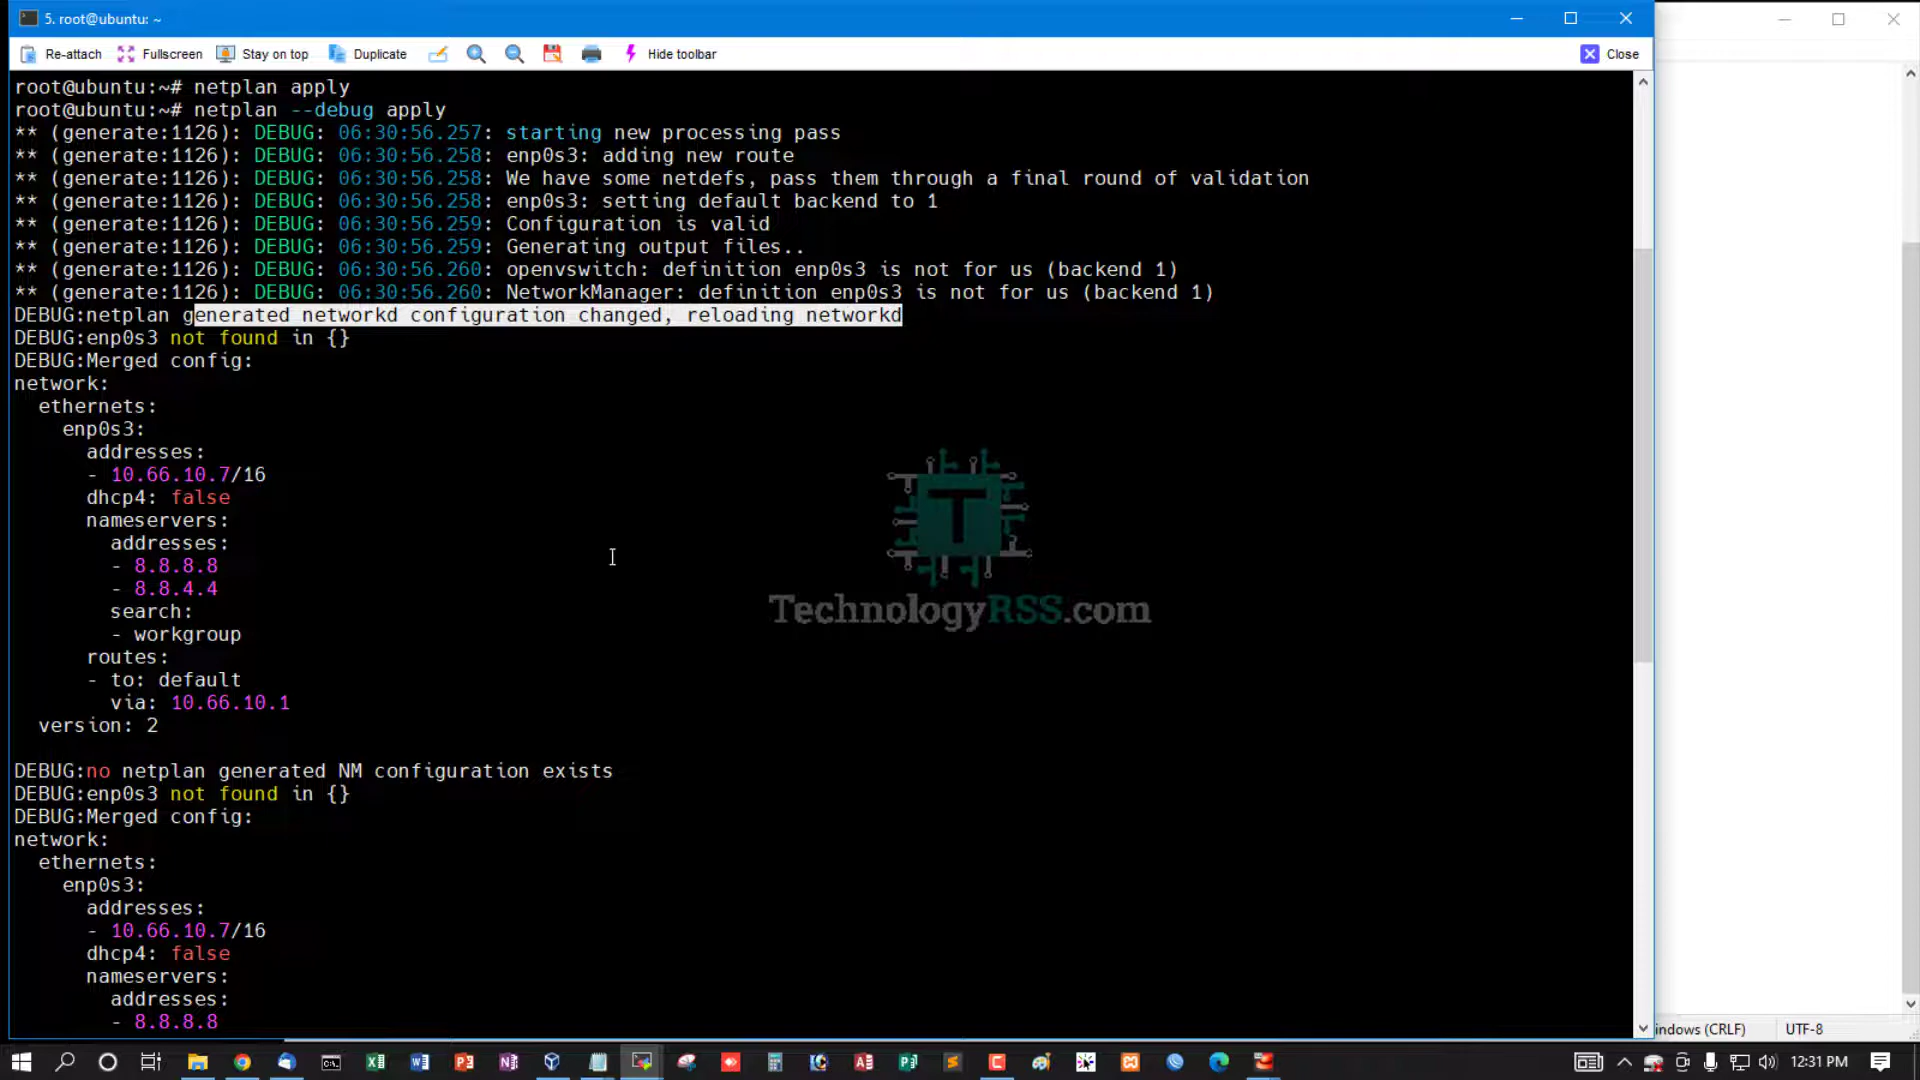 5. root@ubuntu: ~
Re-attach Fullscreen Stay on top Duplicate Hide toolbar Close
root@ubuntu:~# netplan apply
root@ubuntu:~# netplan --debug apply
** (generate:1126): DEBUG: 06:30:56.257: starting new processing pass
** (generate:1126): DEBUG: 06:30:56.258: enp0s3: adding new route
** (generate:1126): DEBUG: 06:30:56.258: We have some netdefs, pass them through a final round of validation
** (generate:1126): DEBUG: 06:30:56.258: enp0s3: setting default backend to 1
** (generate:1126): DEBUG: 06:30:56.259: Configuration is valid
** (generate:1126): DEBUG: 06:30:56.259: Generating output files..
** (generate:1126): DEBUG: 06:30:56.260: openvswitch: definition enp0s3 is not for us (backend 1)
** (generate:1126): DEBUG: 06:30:56.260: NetworkManager: definition enp0s3 is not for us (backend 1)
DEBUG:netplan generated networkd configuration changed, reloading networkd
DEBUG:enp0s3 not found in {}
DEBUG:Merged config:
network:
  ethernets:
    enp0s3:
      addresses:
      - 10.66.10.7/16
      dhcp4: false
      nameservers:
        addresses:
        - 8.8.8.8
        - 8.8.4.4
        search:
        - workgroup
      routes:
      - to: default
        via: 10.66.10.1
  version: 2
DEBUG:no netplan generated NM configuration exists
DEBUG:enp0s3 not found in {}
DEBUG:Merged config:
network:
  ethernets:
    enp0s3:
      addresses:
      - 10.66.10.7/16
      dhcp4: false
      nameservers:
        addresses:
        - 8.8.8.8
T
TechnologyRSS.com
indows (CRLF) UTF-8
12:31 PM